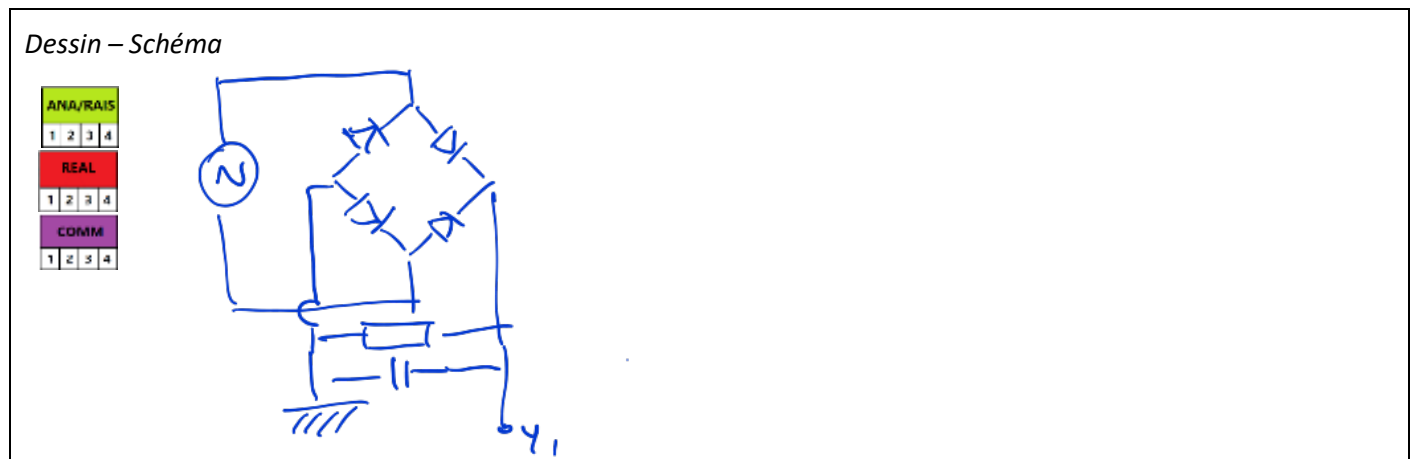 Dessin – Schéma
ANA/RAIS
1 2 3 4
REAL
1 2 3 4
COMM
1 2 3 4
Y1